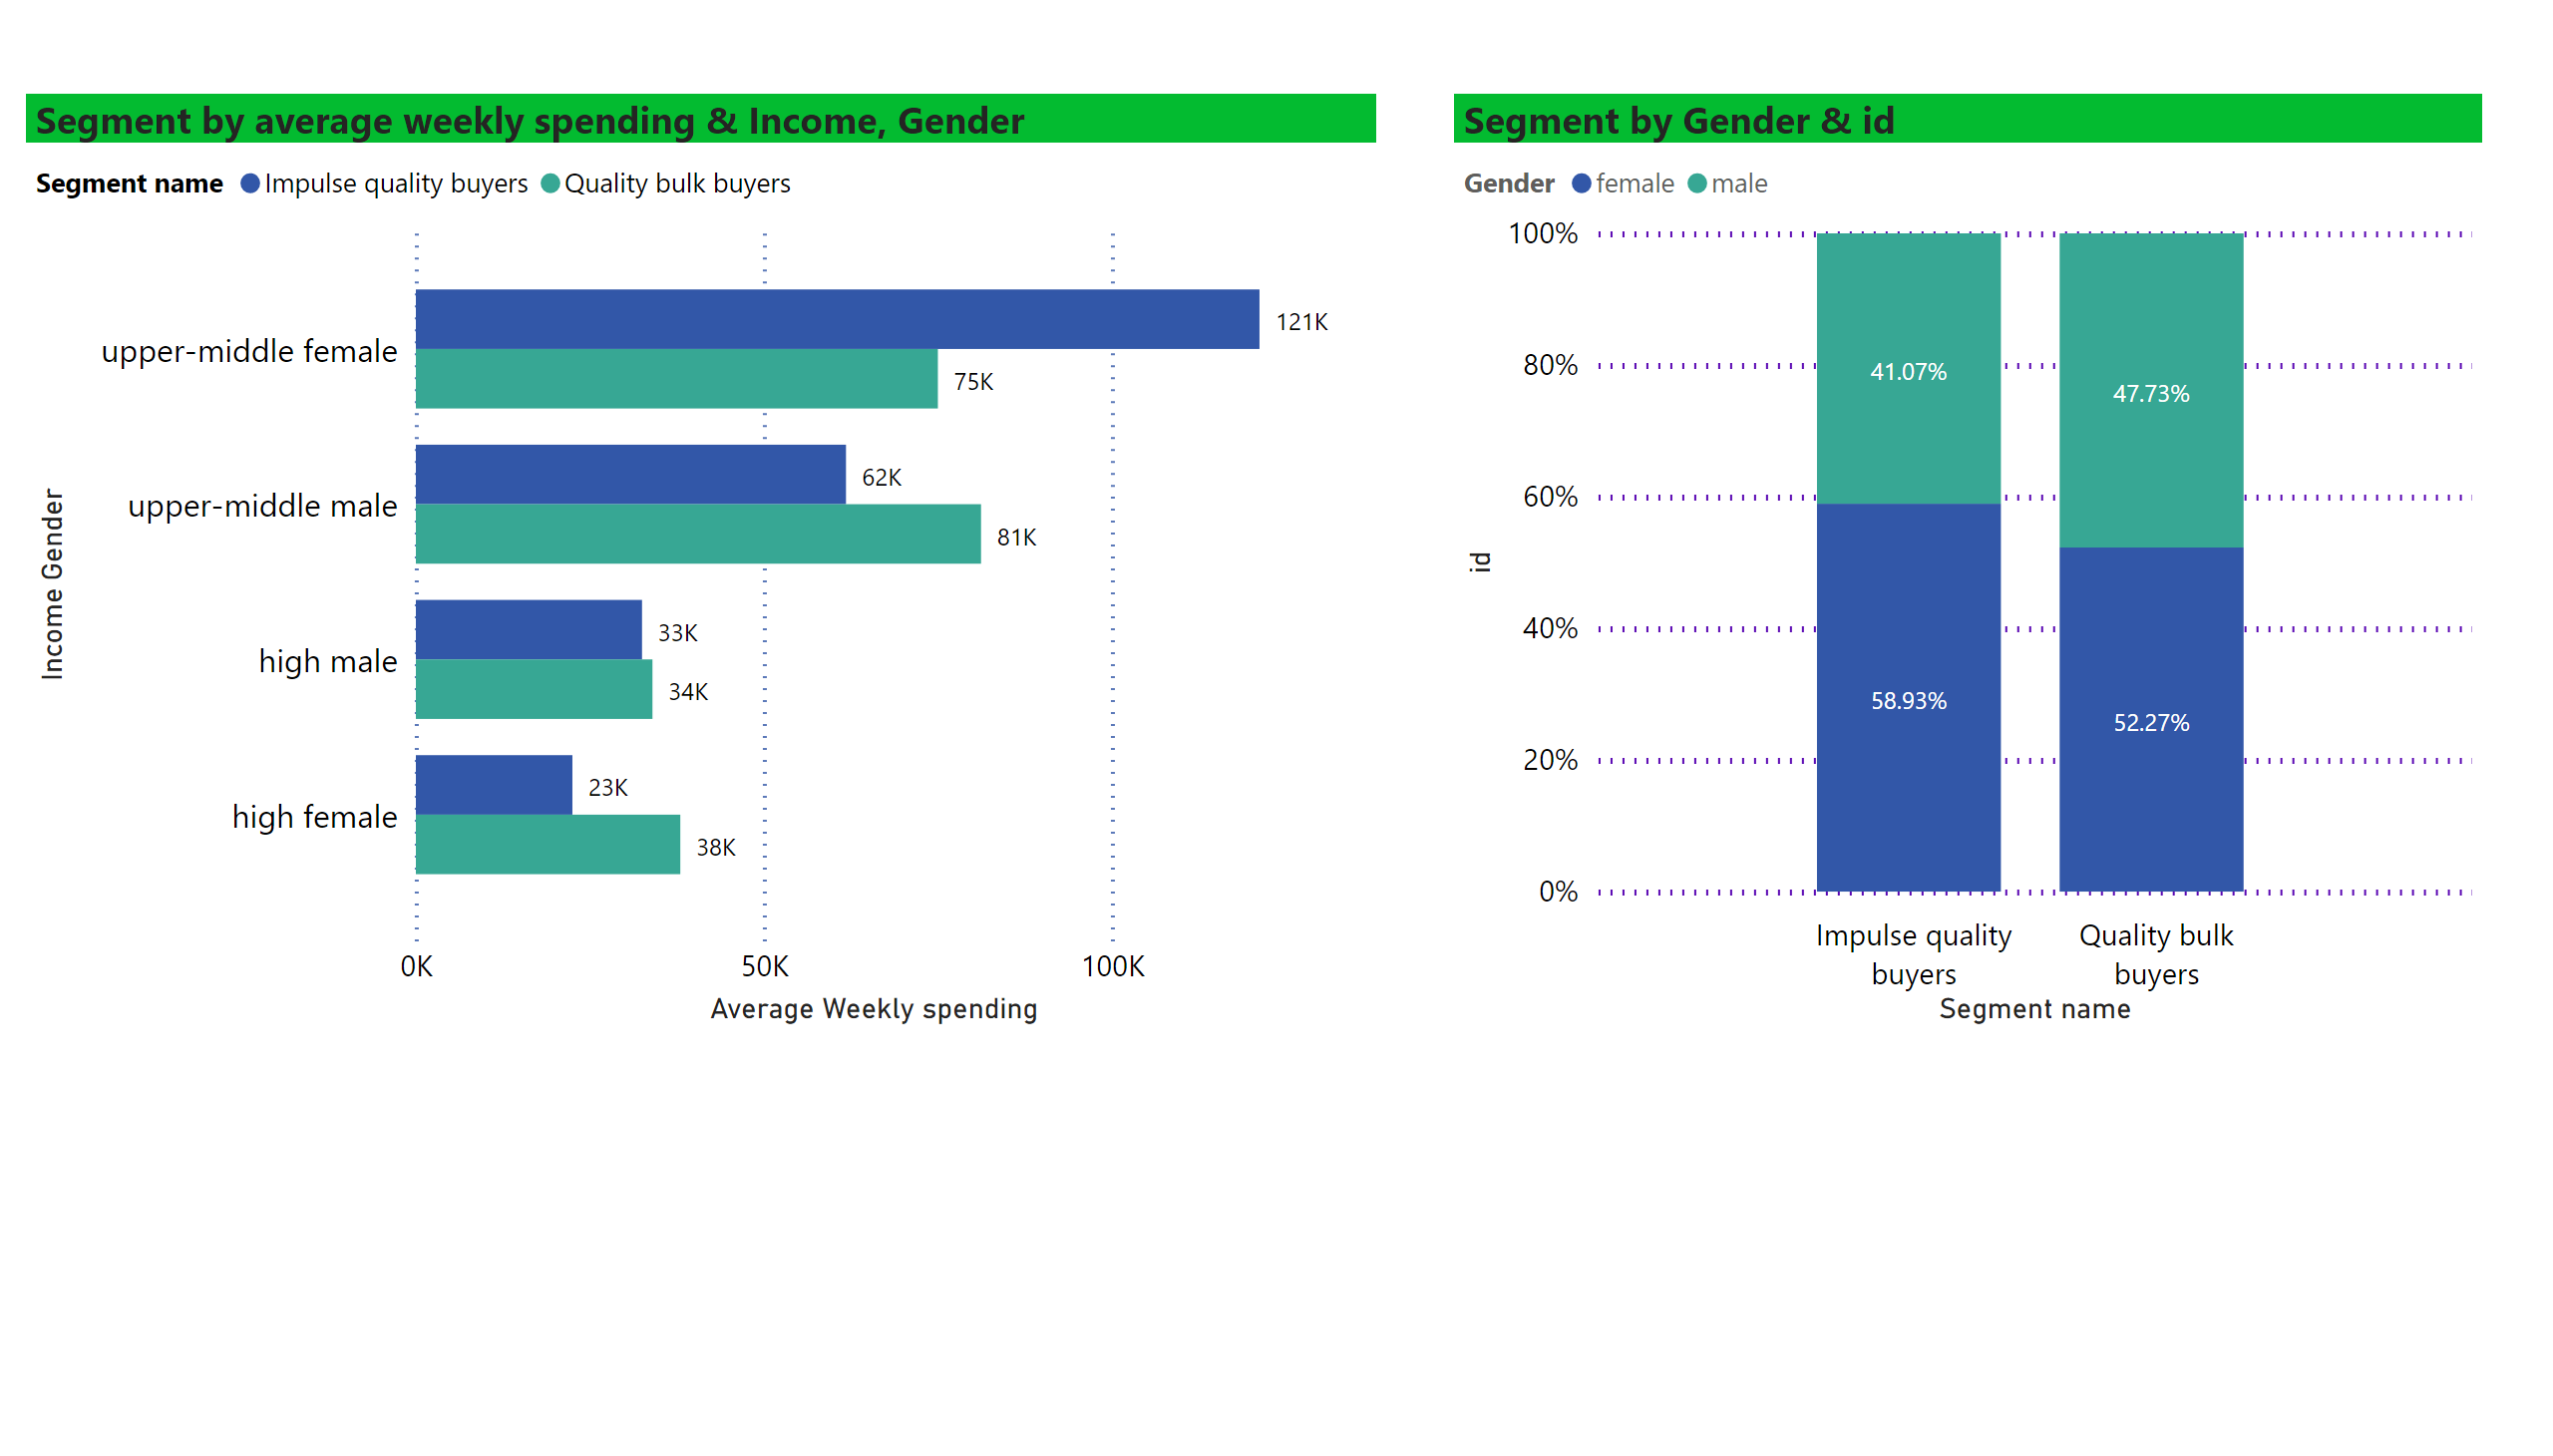 Segment by average weekly spending & Income, Gender
Segment name Impulse quality buyers Quality bulk buyers
Income Gender
upper-middle female
121K
75K
upper-middle male
62K
81K
high male
33K
34K
high female
23K
38K
0K 50K 100K
Average Weekly spending
Segment by Gender & id
Gender female male
id
100%
80%
60%
40%
20%
0%
41.07%
58.93%
47.73%
52.27%
Impulse quality
buyers
Quality bulk
buyers
Segment name